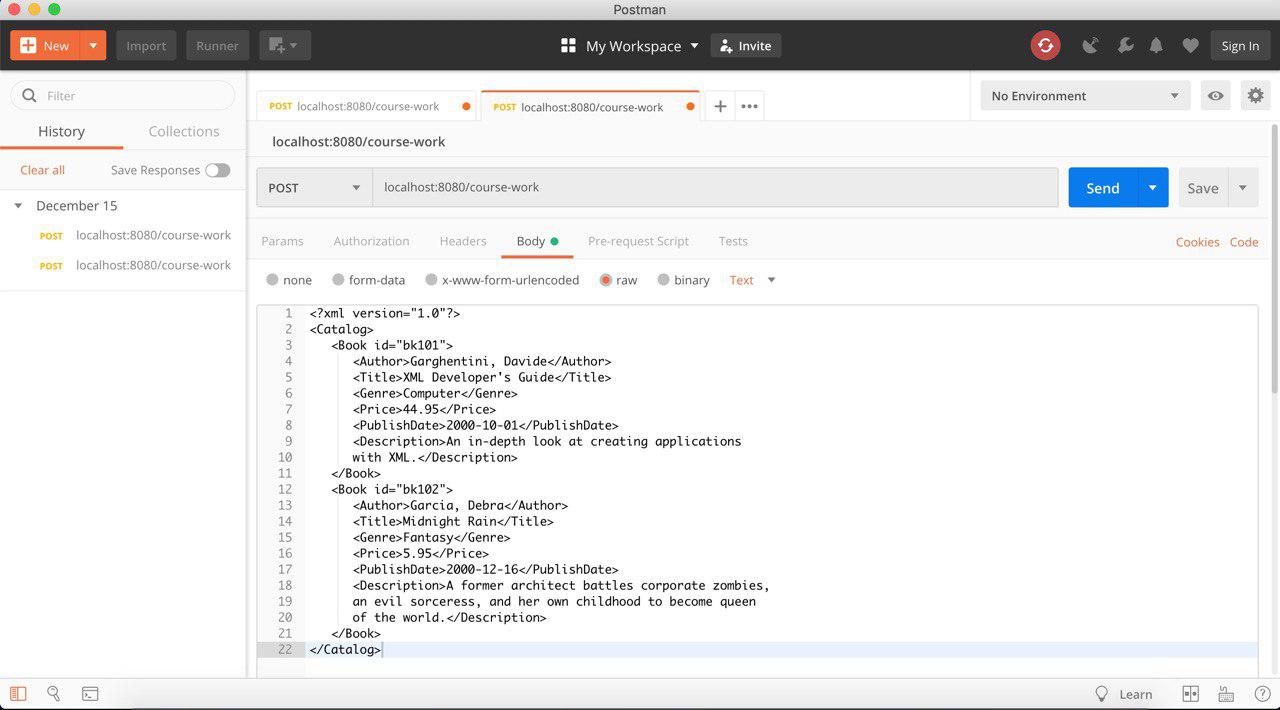 Postman
New Import Runner My Workspace Invite Sign In
Filter
History Collections
Clear all Save Responses
December 15
POST localhost:8080/course-work
POST localhost:8080/course-work
POST localhost:8080/course-work POST localhost:8080/course-work + ••• No Environment
localhost:8080/course-work
POST localhost:8080/course-work Send Save
Params Authorization Headers Body Pre-request Script Tests Cookies Code
none form-data x-www-form-urlencoded raw binary Text
1 <?xml version="1.0"?>
2 <Catalog>
3 <Book id="bk101">
4 <Author>Garghentini, Davide</Author>
5 <Title>XML Developer's Guide</Title>
6 <Genre>Computer</Genre>
7 <Price>44.95</Price>
8 <PublishDate>2000-10-01</PublishDate>
9 <Description>An in-depth look at creating applications
10 with XML.</Description>
11 </Book>
12 <Book id="bk102">
13 <Author>Garcia, Debra</Author>
14 <Title>Midnight Rain</Title>
15 <Genre>Fantasy</Genre>
16 <Price>5.95</Price>
17 <PublishDate>2000-12-16</PublishDate>
18 <Description>A former architect battles corporate zombies,
19 an evil sorceress, and her own childhood to become queen
20 of the world.</Description>
21 </Book>
22 </Catalog>
Learn